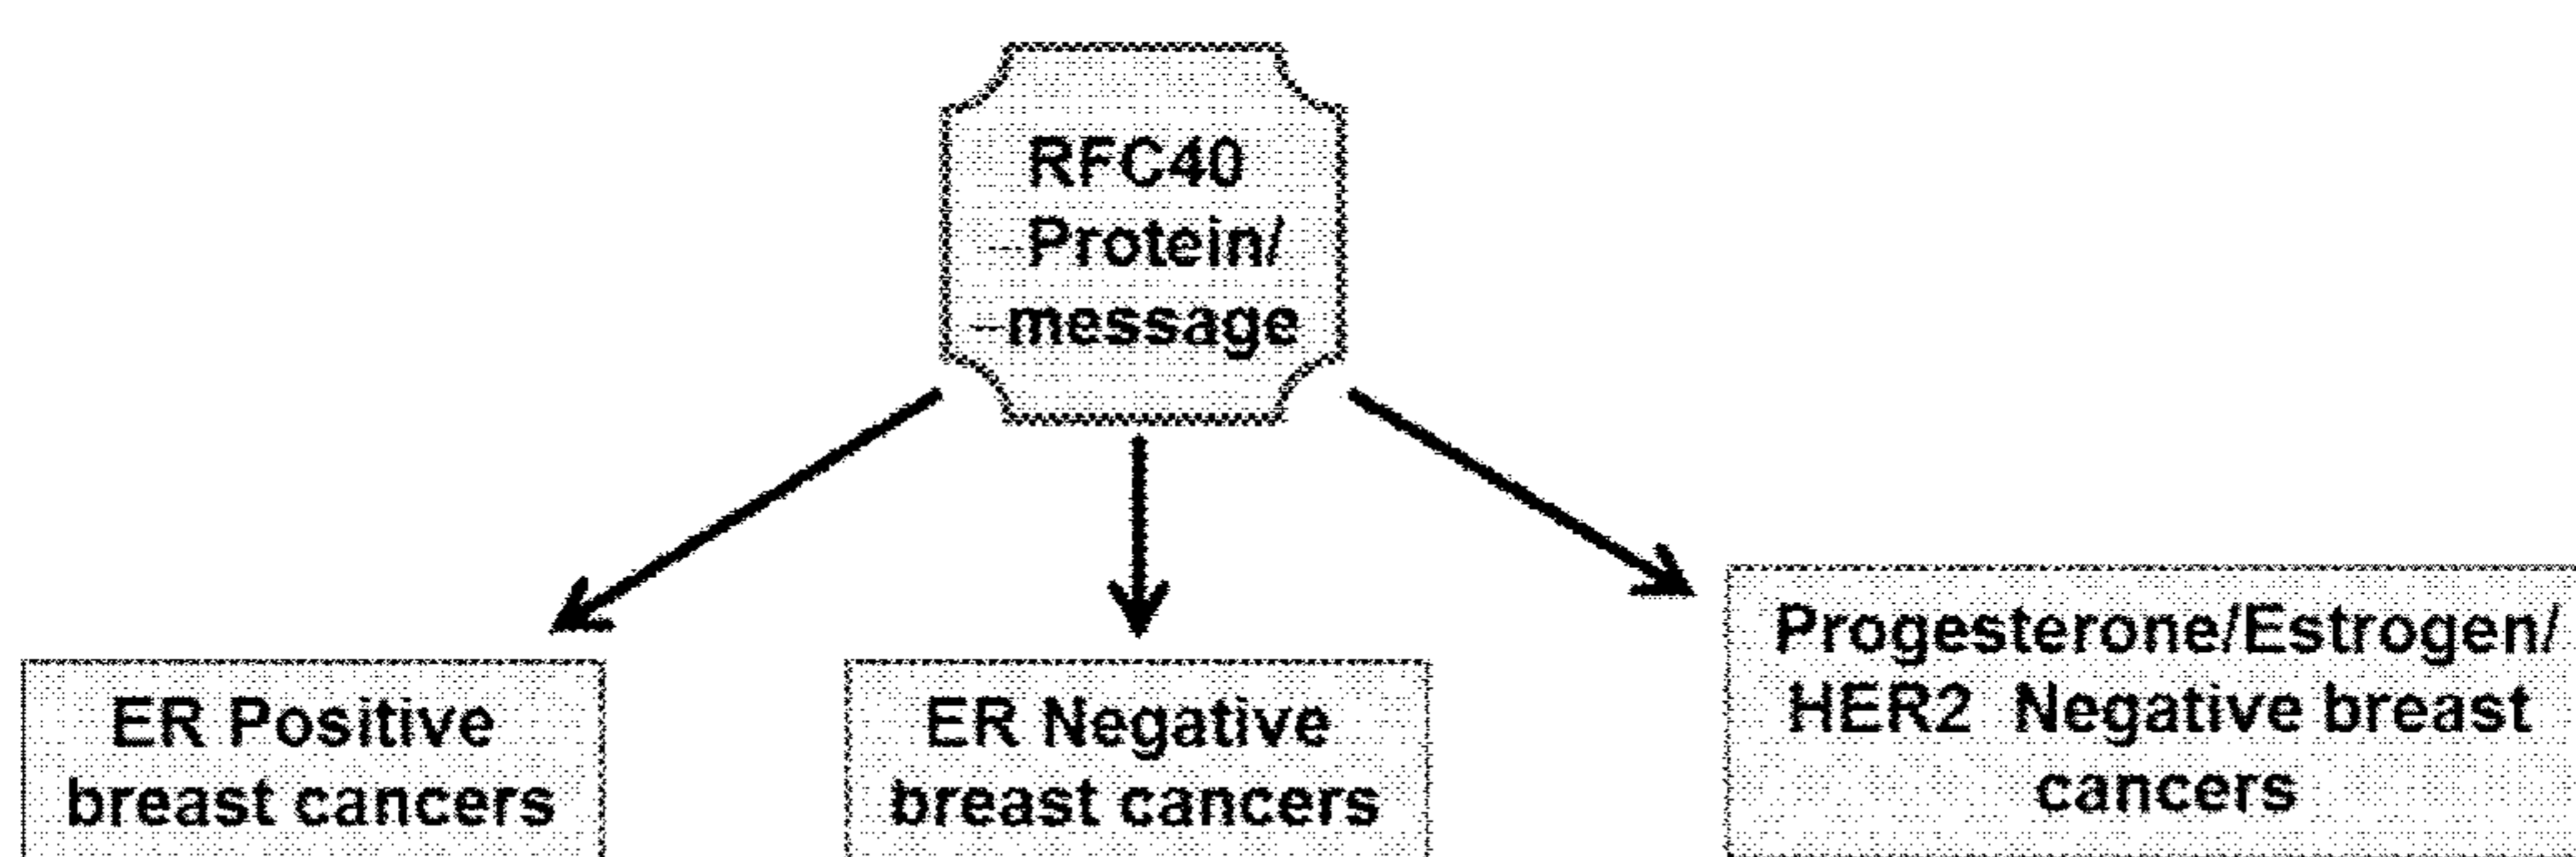 RFC40
–Protein/
–message
ER Positive
breast cancers
ER Negative
breast cancers
Progesterone/Estrogen/
HER2 Negative breast
cancers